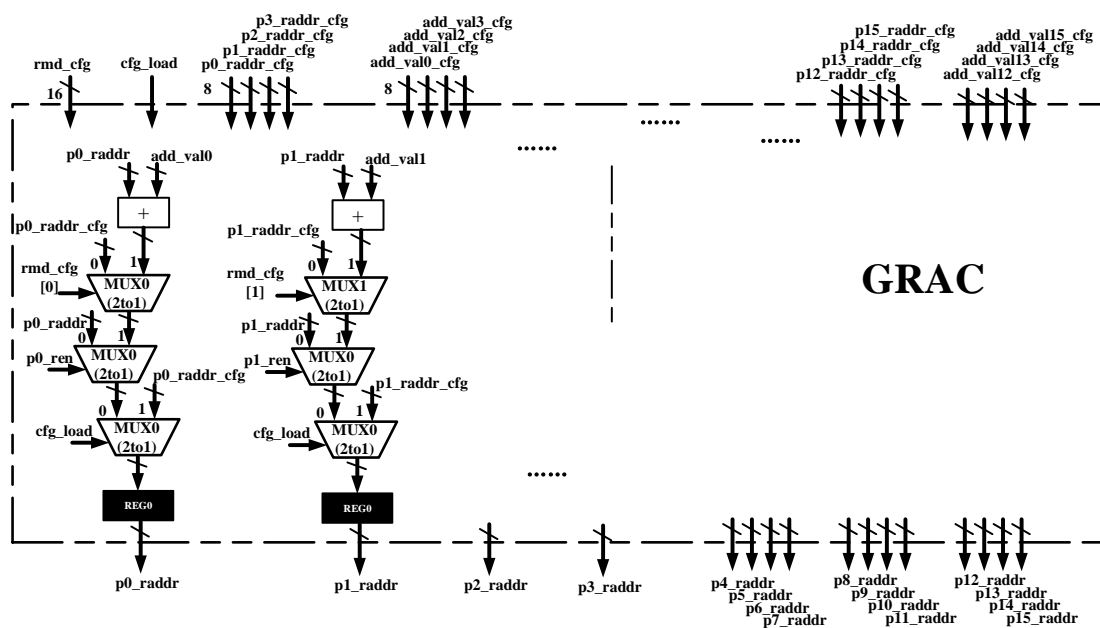 p3_raddr_cfg
p2_raddr_cfg
p1_raddr_cfg
p0_raddr_cfg
add_val3_cfg
add_val2_cfg
add_val1_cfg
add_val0_cfg
p15_raddr_cfg
p14_raddr_cfg
p13_raddr_cfg
p12_raddr_cfg
add_val15_cfg
add_val14_cfg
add_val13_cfg
add_val12_cfg
rmd_cfg
cfg_load
16
8
8
......
......
......
p0_raddr
add_val0
+
p0_raddr_cfg
0
1
rmd_cfg
[0]
MUX0
(2to1)
p0_raddr
0
1
p0_ren
MUX0
(2to1)
p0_raddr_cfg
0
1
cfg_load
MUX0
(2to1)
REG0
p0_raddr
p1_raddr
add_val1
+
p1_raddr_cfg
0
1
rmd_cfg
[1]
MUX1
(2to1)
p1_raddr
0
1
p1_ren
MUX0
(2to1)
p1_raddr_cfg
0
1
cfg_load
MUX0
(2to1)
REG0
p1_raddr
GRAC
......
p2_raddr
p3_raddr
p4_raddr
p5_raddr
p6_raddr
p7_raddr
p8_raddr
p9_raddr
p10_raddr
p11_raddr
p12_raddr
p13_raddr
p14_raddr
p15_raddr